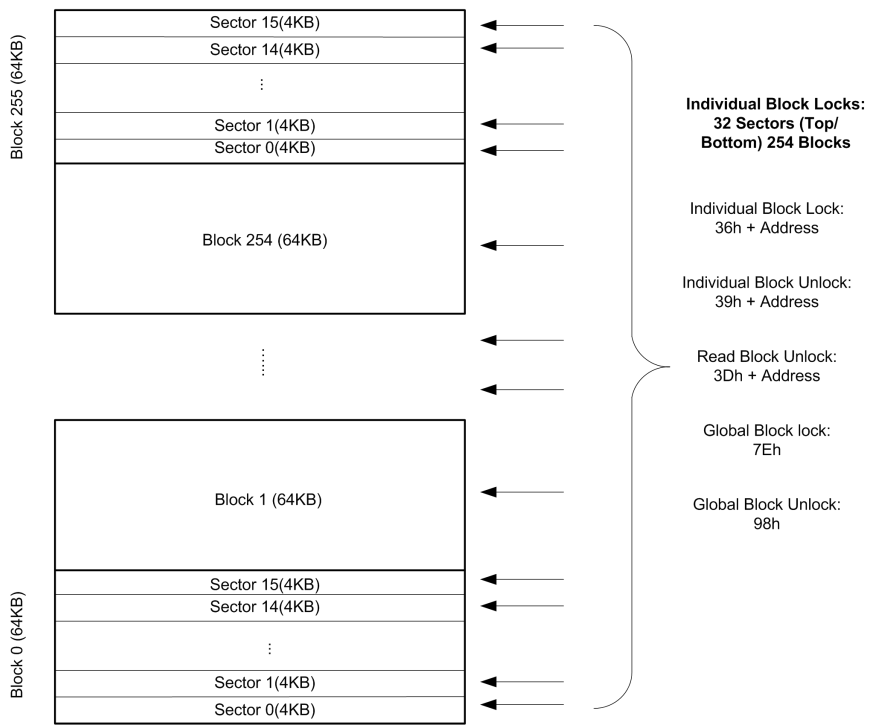 Block 255 (64KB)
Sector 15(4KB)
Sector 14(4KB)
⋮
Sector 1(4KB)
Sector 0(4KB)
Block 254 (64KB)
⋮
Block 1 (64KB)
Block 0 (64KB)
Sector 15(4KB)
Sector 14(4KB)
⋮
Sector 1(4KB)
Sector 0(4KB)
Individual Block Locks:
32 Sectors (Top/
Bottom) 254 Blocks
Individual Block Lock:
36h + Address
Individual Block Unlock:
39h + Address
Read Block Unlock:
3Dh + Address
Global Block lock:
7Eh
Global Block Unlock:
98h